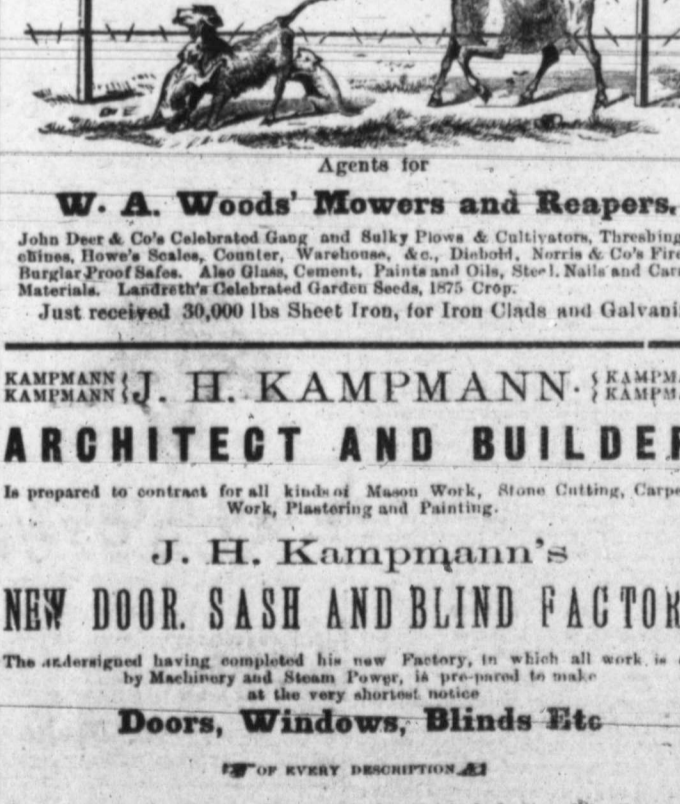 Agents for
W. A. Woods' Mowers and Reapers.
John Deer & Co's Celebrated Gang and Sulky Plows & Cultivators, Threshing
chines, Howe's Scales, Counter, Warehouse, &c., Diebold, Norris & Co's Fire
Burglar Proof Safes. Also Glass, Cement, Paints and Oils, Steel. Nails and Car
Materials. Landreth's Celebrated Garden Seeds, 1875 Crop.
Just received 30,000 lbs Sheet Iron, for Iron Clads and Galvani
KAMPMANN
KAMPMANN
J. H. KAMPMANN.
KAMPM
KAMPM
ARCHITECT AND BUILDER
Is prepared to contract for all kinds of Mason Work, Stone Cutting, Carpe
Work, Plastering and Painting.
J. H. Kampmann's
NEW DOOR. SASH AND BLIND FACTOR
The undersigned having completed his new Factory, in which all work is
by Machinery and Steam Power, is pre-pared to make
at the very shortest notice
Doors, Windows, Blinds Etc
OF EVERY DESCRIPTION